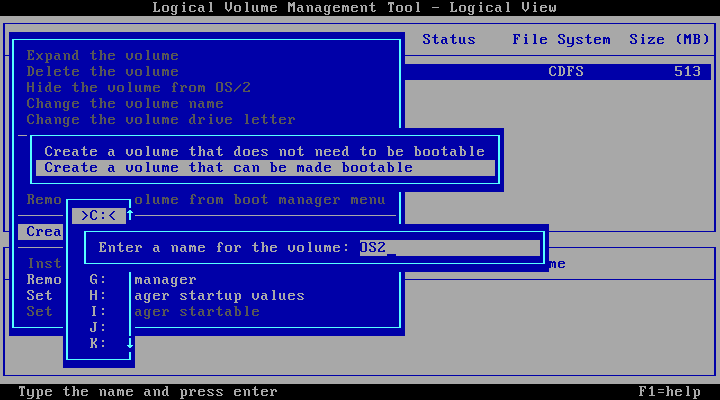 Logical Volume Management Tool - Logical View
Status File System Size (MB)
Expand the volume
Delete the volume CDFS 513
Hide the volume from OS/2
Change the volume name
Change the volume drive letter
Create a volume that does not need to be bootable
Create a volume that can be made bootable
Remo olume from boot manager menu
>C:<
Crea
Enter a name for the volume: OS2_
Inst me
Remo G: manager
Set H: ager startup values
Set I: ager startable
J:
K:
Type the name and press enter F1=help